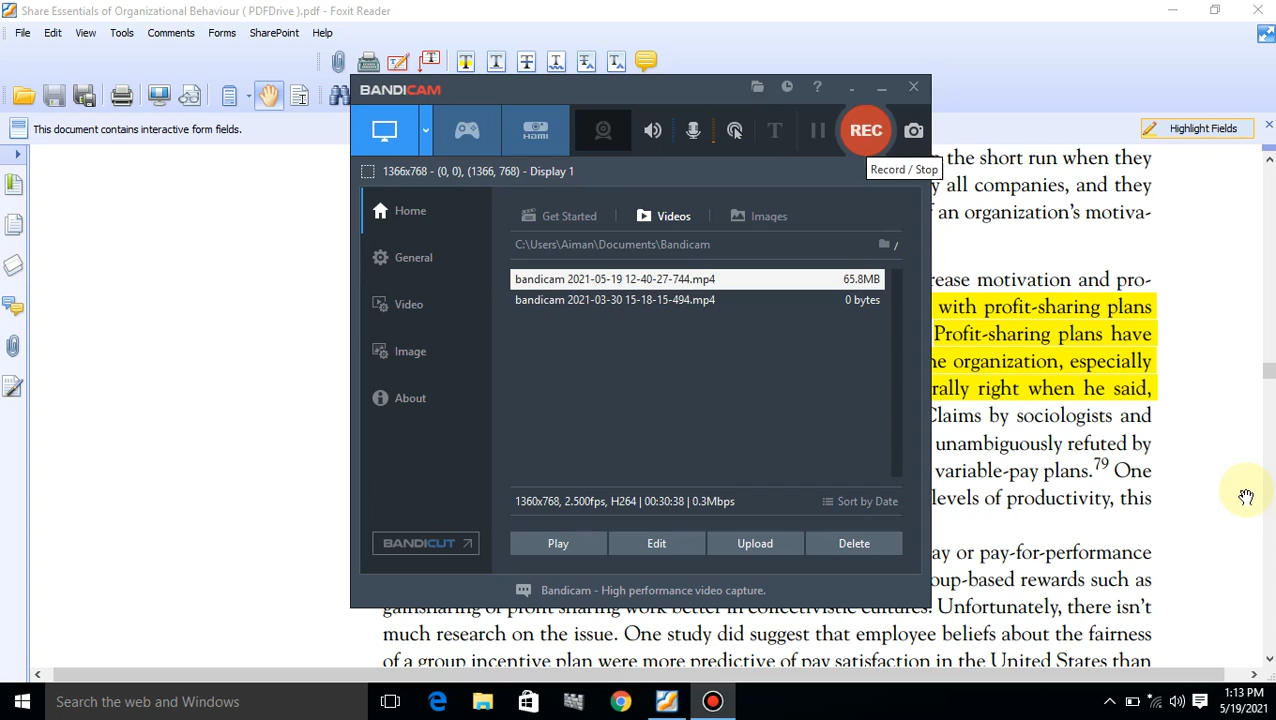 Share Essentials of Organizational Behaviour ( PDFDrive ).pdf - Foxit Reader
File Edit View Tools Comments Forms SharePoint Help
This document contains interactive form fields.
Highlight Fields
BANDICAM
HDMI
REC
Record / Stop
1366x768 - (0, 0), (1366, 768) - Display 1
Home
General
Video
Image
About
BANDICUT
Get Started
Videos
Images
C:\Users\Aiman\Documents\Bandicam /
bandicam 2021-05-19 12-40-27-744.mp4 65.8MB
bandicam 2021-03-30 15-18-15-494.mp4 0 bytes
1360x768, 2.500fps, H264 | 00:30:38 | 0.3Mbps Sort by Date
Play Edit Upload Delete
Bandicam - High performance video capture.
the short run when they
all companies, and they
an organization's motiva-
rease motivation and pro-
with profit-sharing plans
Profit-sharing plans have
organization, especially
rally right when he said,
Claims by sociologists and
unambiguously refuted by
variable-pay plans.79 One
levels of productivity, this
ay or pay-for-performance
oup-based rewards such as
gainsharing or profit sharing work better in collectivistic cultures. Unfortunately, there isn't
much research on the issue. One study did suggest that employee beliefs about the fairness
of a group incentive plan were more predictive of pay satisfaction in the United States than
Search the web and Windows
1:13 PM
5/19/2021